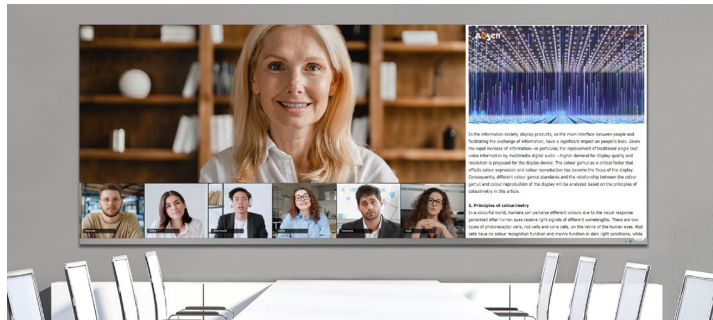 AOSEN
In the information society, display products, as the main interface between people and
facilitating the exchange of information, have a significant impact on people's lives. Given
the rapid increase of information—in particular, the replacement of traditional single text
video information by multimedia digital audio —higher demand for display quality and
resolution is proposed for the display device. The colour gamut as a critical factor that
affects colour expression and colour reproduction has become the focus of the display.
Consequently, different colour gamut standards and the relationship between the colour
gamut and colour reproduction of the display will be analyzed based on the principles of
colourimetry in this article.
1. Principles of colourimetry
In a colourful world, humans can perceive different colours due to the visual response
generated after human eyes receive light signals of different wavelengths. There are two
types of photoreceptor cells, rod cells and cone cells, on the retina of the human eyes. Rod
cells have no colour recognition function and mainly function in dark light conditions; while